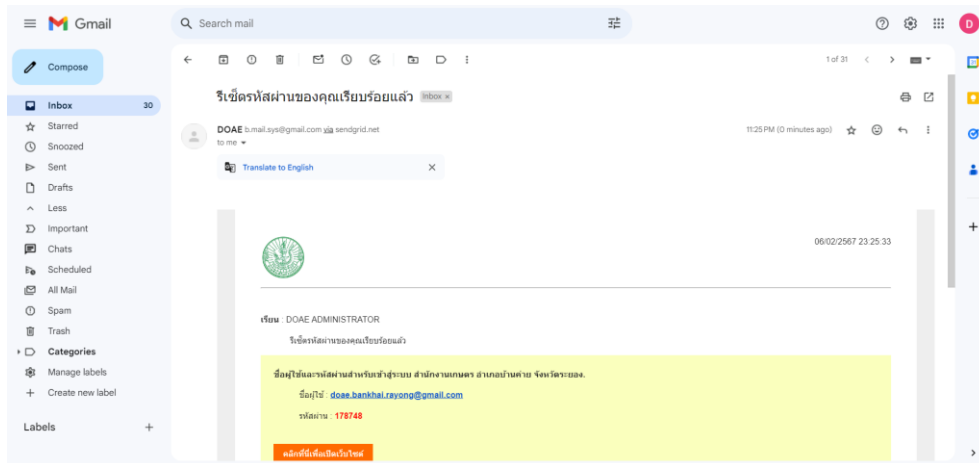 Gmail
Search mail
D
Compose
1 of 31
Inbox 30
Starred
Snoozed
Sent
Drafts
Less
Important
Chats
Scheduled
All Mail
Spam
Trash
Categories
Manage labels
Create new label
Labels
รีเซ็ตรหัสผ่านของคุณเรียบร้อยแล้ว Inbox ×
DOAE b.mail.sys@gmail.com via sendgrid.net 11:25 PM (0 minutes ago)
to me
Translate to English
06/02/2567 23:25:33
เรียน : DOAE ADMINISTRATOR
รีเซ็ตรหัสผ่านของคุณเรียบร้อยแล้ว
ชื่อผู้ใช้และรหัสผ่านสำหรับเข้าสู่ระบบ สำนักงานเกษตร อำเภอบ้านค่าย จังหวัดระยอง.
ชื่อผู้ใช้ : doae.bankhai.rayong@gmail.com
รหัสผ่าน : 178748
คลิกที่นี่เพื่อเปิดเว็บไซต์